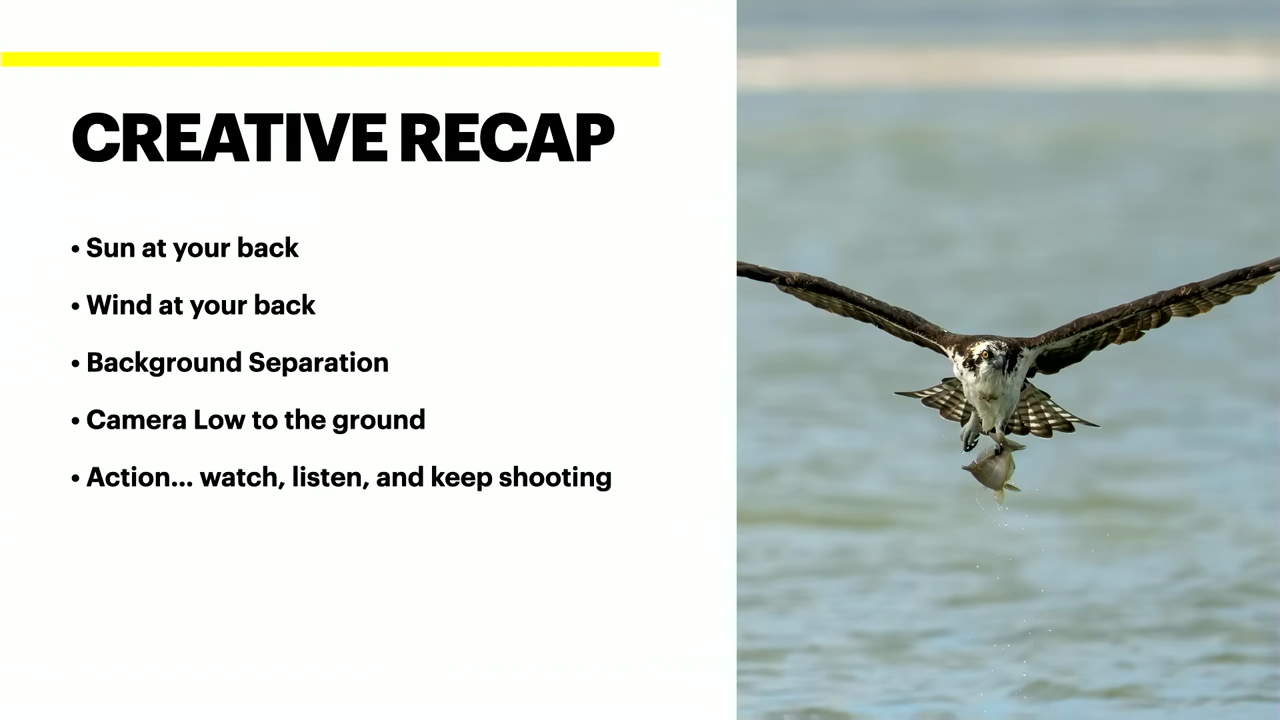 CREATIVE RECAP
• Sun at your back
• Wind at your back
• Background Separation
• Camera Low to the ground
• Action... watch, listen, and keep shooting